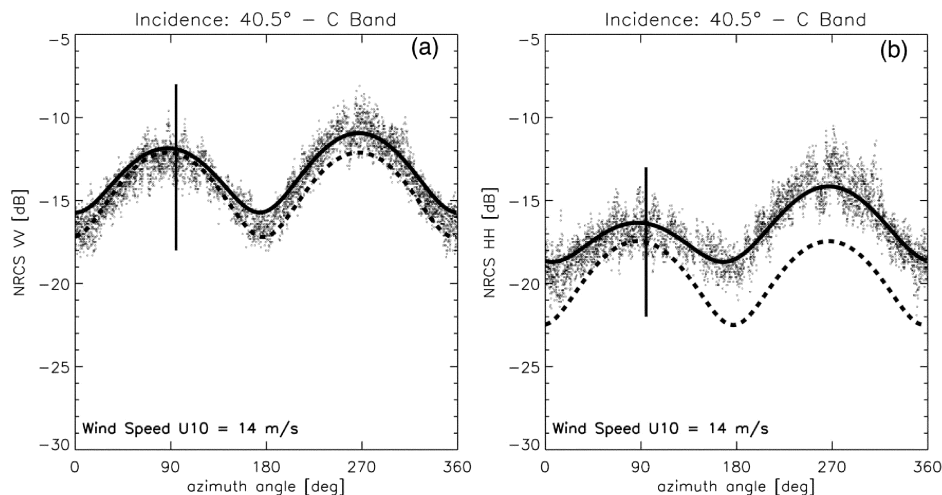 Incidence: 40.5° – C Band
(a)
−5
−10
−15
−20
−25
−30
NRCS VV [dB]
Wind Speed U10 = 14 m/s
0 90 180 270 360
azimuth angle [deg]
Incidence: 40.5° – C Band
(b)
−5
−10
−15
−20
−25
−30
NRCS HH [dB]
Wind Speed U10 = 14 m/s
0 90 180 270 360
azimuth angle [deg]